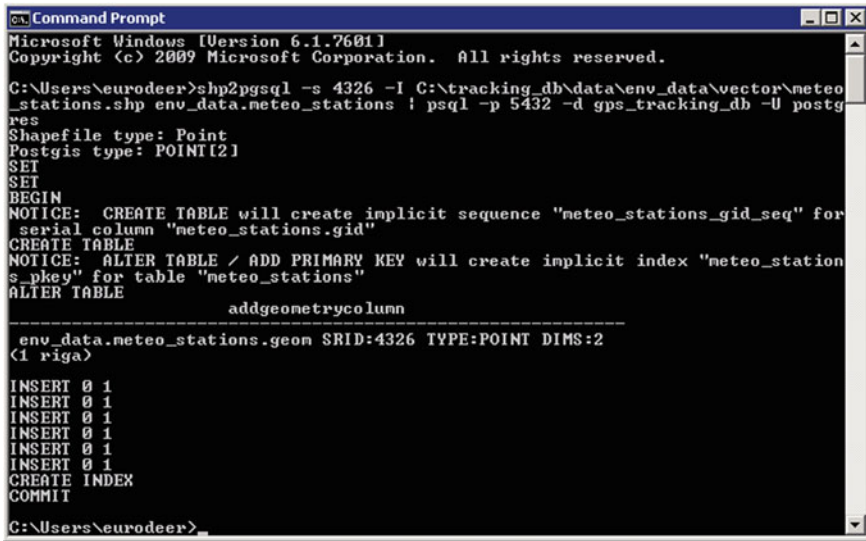 Command Prompt
Microsoft Windows [Version 6.1.7601]
Copyright (c) 2009 Microsoft Corporation.  All rights reserved.
C:\Users\eurodeer>shp2pgsql -s 4326 -I C:\tracking_db\data\env_data\vector\meteo
_stations.shp env_data.meteo_stations | psql -p 5432 -d gps_tracking_db -U postg
res
Shapefile type: Point
Postgis type: POINT[2]
SET
SET
BEGIN
NOTICE:  CREATE TABLE will create implicit sequence "meteo_stations_gid_seq" for
 serial column "meteo_stations.gid"
CREATE TABLE
NOTICE:  ALTER TABLE / ADD PRIMARY KEY will create implicit index "meteo_station
s_pkey" for table "meteo_stations"
ALTER TABLE
addgeometrycolumn
------------------------------------------------------------
env_data.meteo_stations.geom SRID:4326 TYPE:POINT DIMS:2
(1 riga)
INSERT 0 1
INSERT 0 1
INSERT 0 1
INSERT 0 1
INSERT 0 1
INSERT 0 1
CREATE INDEX
COMMIT
C:\Users\eurodeer>_